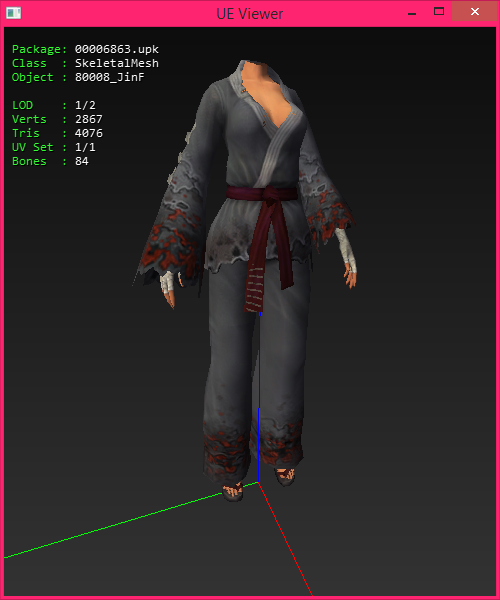 UE Viewer
Package: 00006863.upk
Class : SkeletalMesh
Object : 80008_JinF
LOD : 1/2
Verts : 2867
Tris : 4076
UV Set : 1/1
Bones : 84